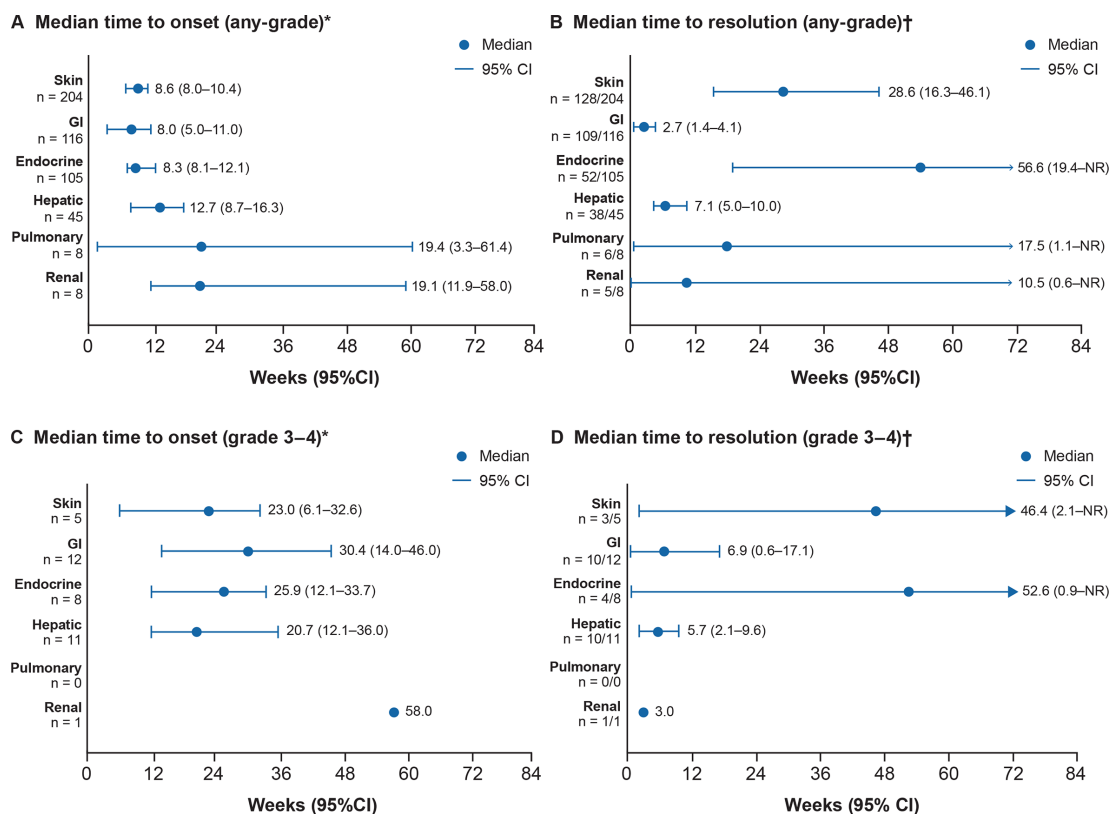 A Median time to onset (any-grade)*
Median
95% CI
Skin
n = 204
8.6 (8.0–10.4)
GI
n = 116
8.0 (5.0–11.0)
Endocrine
n = 105
8.3 (8.1–12.1)
Hepatic
n = 45
12.7 (8.7–16.3)
Pulmonary
n = 8
19.4 (3.3–61.4)
Renal
n = 8
19.1 (11.9–58.0)
0 12 24 36 48 60 72 84
Weeks (95%CI)
B Median time to resolution (any-grade)†
Median
95% CI
Skin
n = 128/204
28.6 (16.3–46.1)
GI
n = 109/116
2.7 (1.4–4.1)
Endocrine
n = 52/105
56.6 (19.4–NR)
Hepatic
n = 38/45
7.1 (5.0–10.0)
Pulmonary
n = 6/8
17.5 (1.1–NR)
Renal
n = 5/8
10.5 (0.6–NR)
0 12 24 36 48 60 72 84
Weeks (95%CI)
C Median time to onset (grade 3–4)*
Median
95% CI
Skin
n = 5
23.0 (6.1–32.6)
GI
n = 12
30.4 (14.0–46.0)
Endocrine
n = 8
25.9 (12.1–33.7)
Hepatic
n = 11
20.7 (12.1–36.0)
Pulmonary
n = 0
Renal
n = 1
58.0
0 12 24 36 48 60 72 84
Weeks (95%CI)
D Median time to resolution (grade 3–4)†
Median
95% CI
Skin
n = 3/5
46.4 (2.1–NR)
GI
n = 10/12
6.9 (0.6–17.1)
Endocrine
n = 4/8
52.6 (0.9–NR)
Hepatic
n = 10/11
5.7 (2.1–9.6)
Pulmonary
n = 0/0
Renal
n = 1/1
3.0
0 12 24 36 48 60 72 84
Weeks (95% CI)